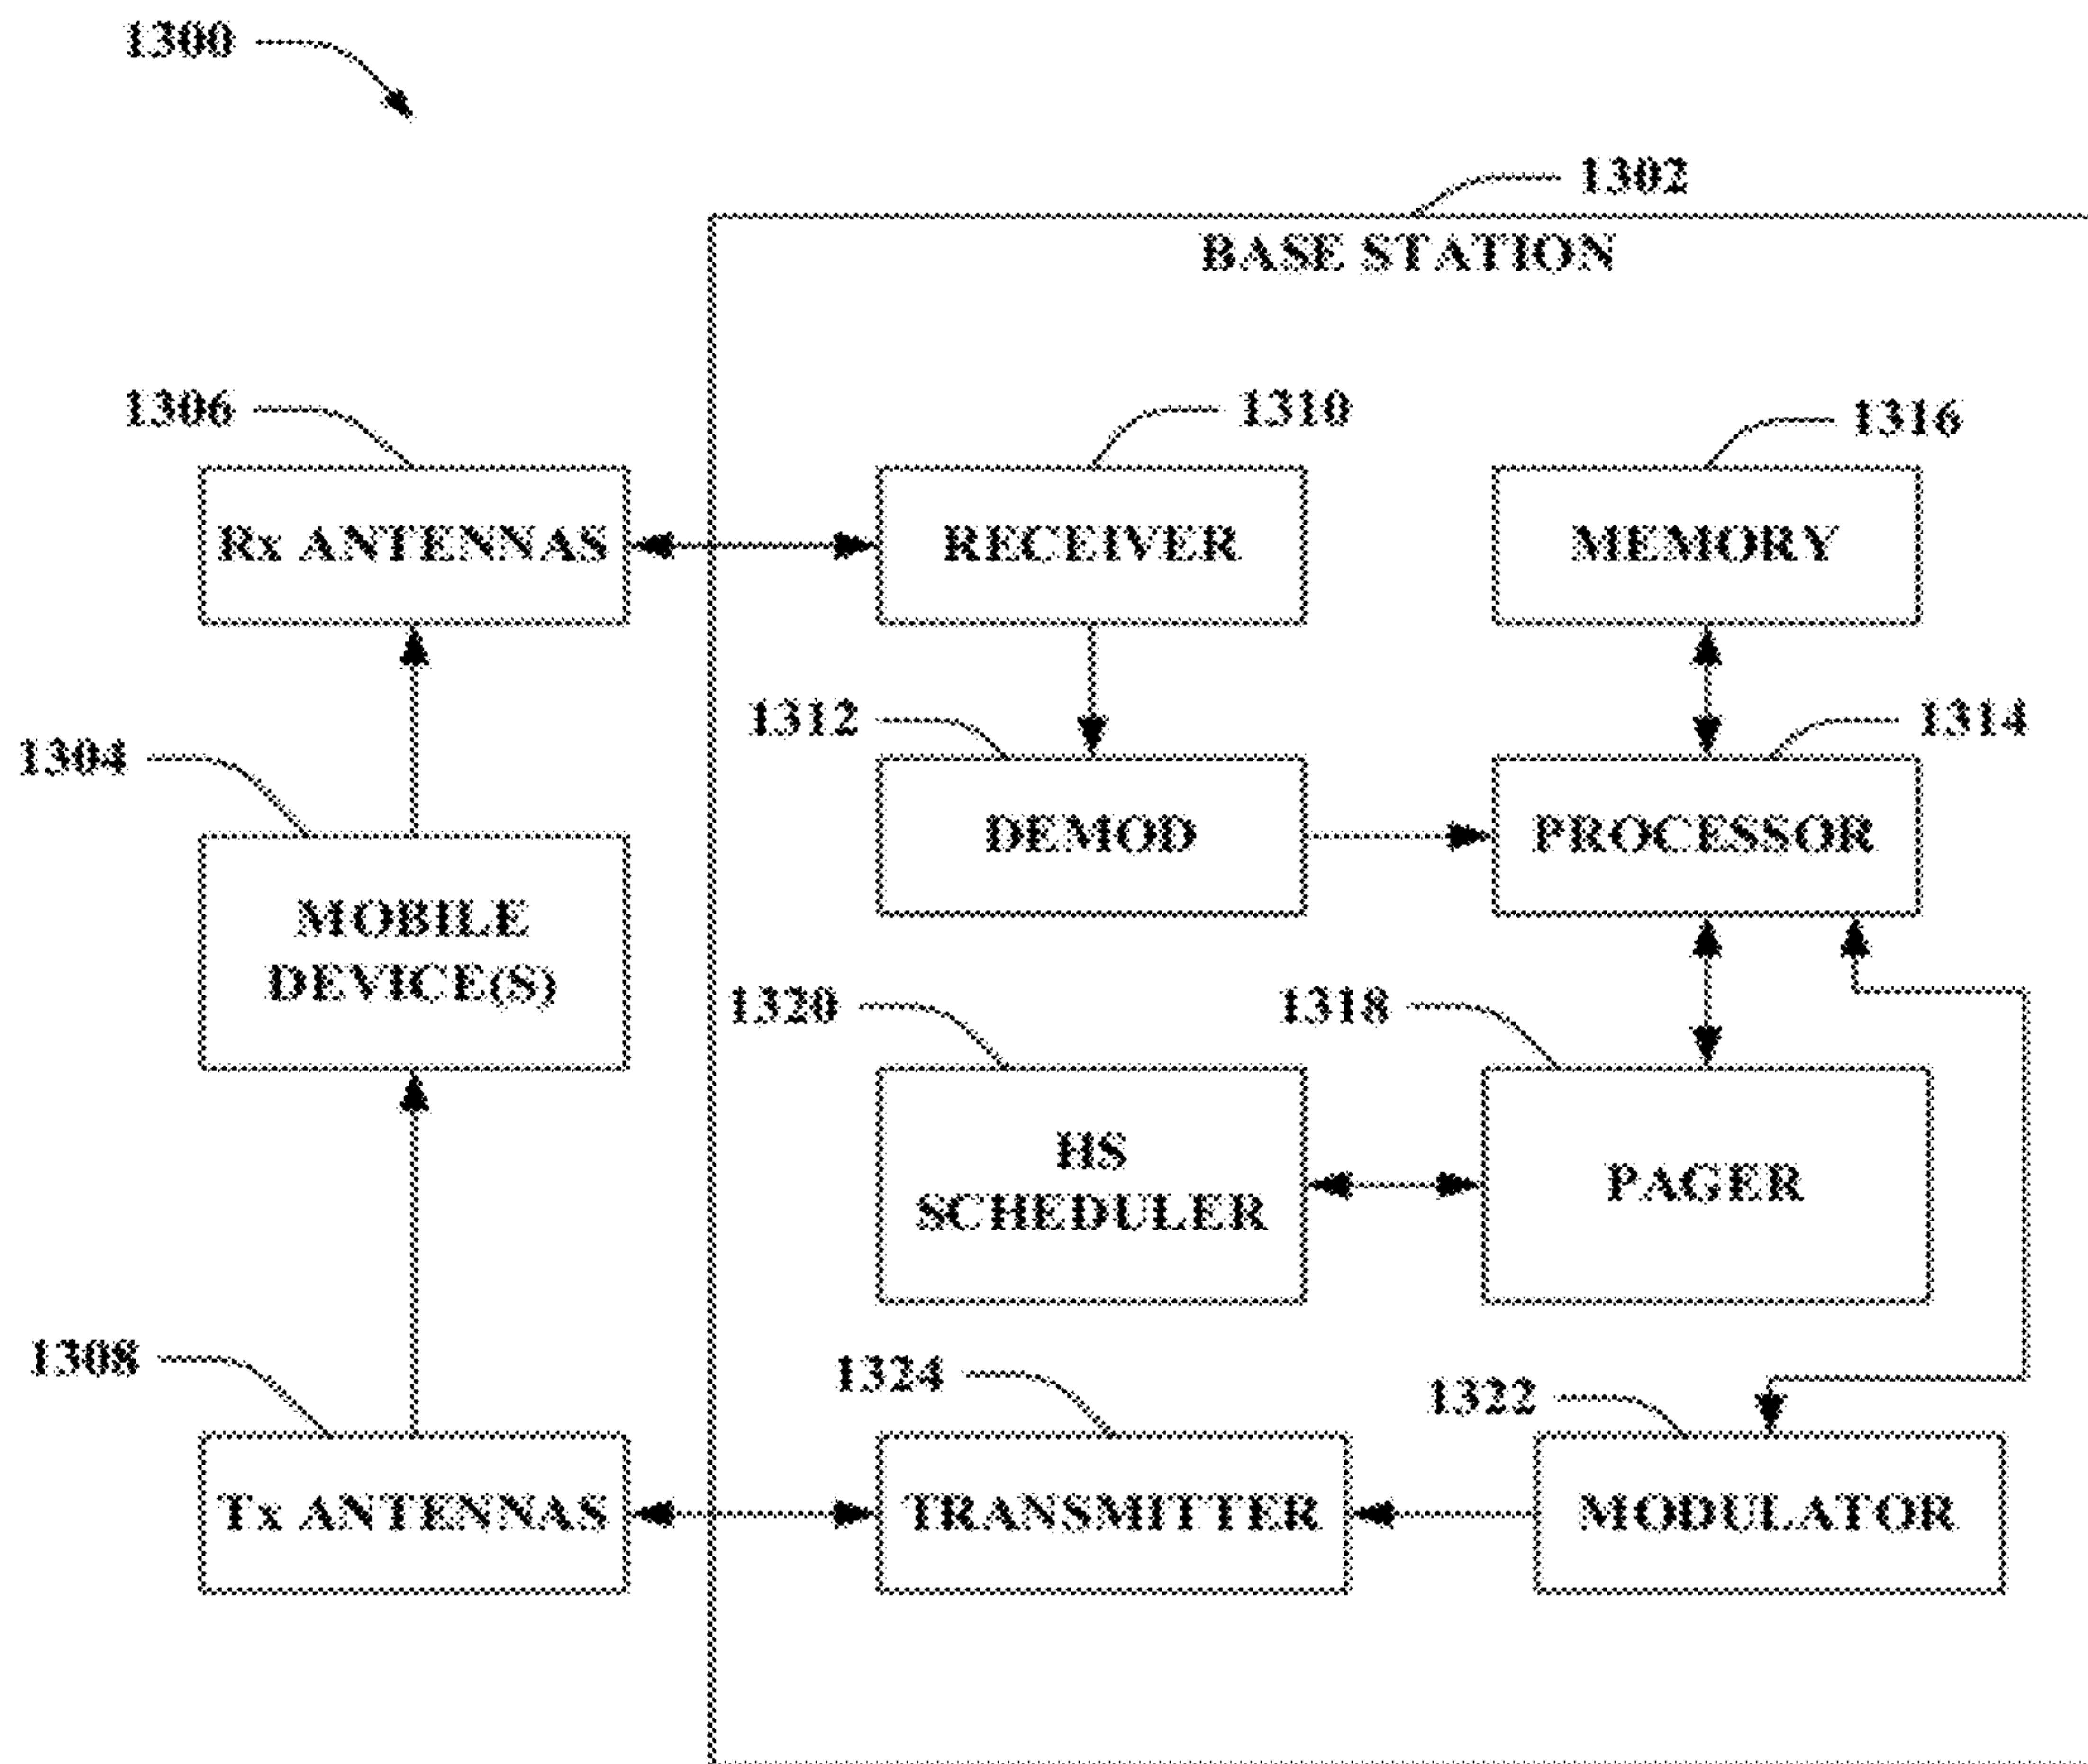 1300
1302
BASE STATION
1306
1310
1316
Rx ANTENNAS
RECEIVER
MEMORY
1312
1314
1304
DEMOD
PROCESSOR
MOBILE
DEVICE(S)
1320
1318
HS
SCHEDULER
PAGER
1308
1324
1322
Tx ANTENNAS
TRANSMITTER
MODULATOR